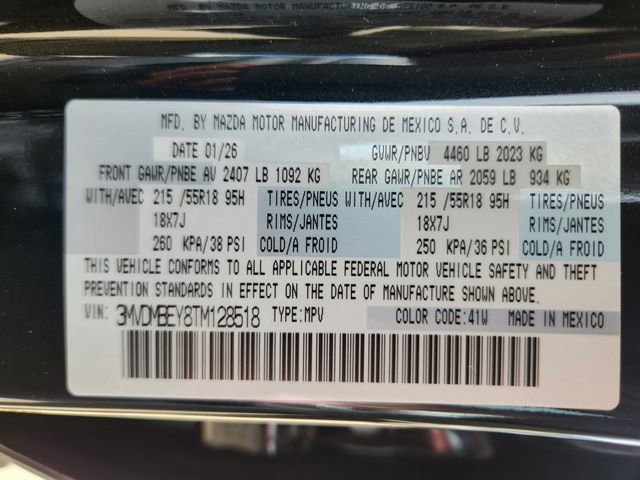 MFD. BY MAZDA MOTOR MANUFACTURING DE MEXICO S.A. DE C.V.
DATE 01/26 GVWR/PNBV 4460 LB 2023 KG
FRONT GAWR/PNBE AV 2407 LB 1092 KG REAR GAWR/PNBE AR 2059 LB 934 KG
WITH/AVEC 215 /55R18 95H TIRES/PNEUS WITH/AVEC 215 /55R18 95H TIRES/PNEUS
18X7J RIMS/JANTES 18X7J RIMS/JANTES
260 KPA/38 PSI COLD/A FROID 250 KPA/36 PSI COLD/A FROID
THIS VEHICLE CONFORMS TO ALL APPLICABLE FEDERAL MOTOR VEHICLE SAFETY AND THEFT
PREVENTION STANDARDS IN EFFECT ON THE DATE OF MANUFACTURE SHOWN ABOVE.
VIN: 3MVDMBEY8TM128518 TYPE:MPV COLOR CODE:41W MADE IN MEXICO